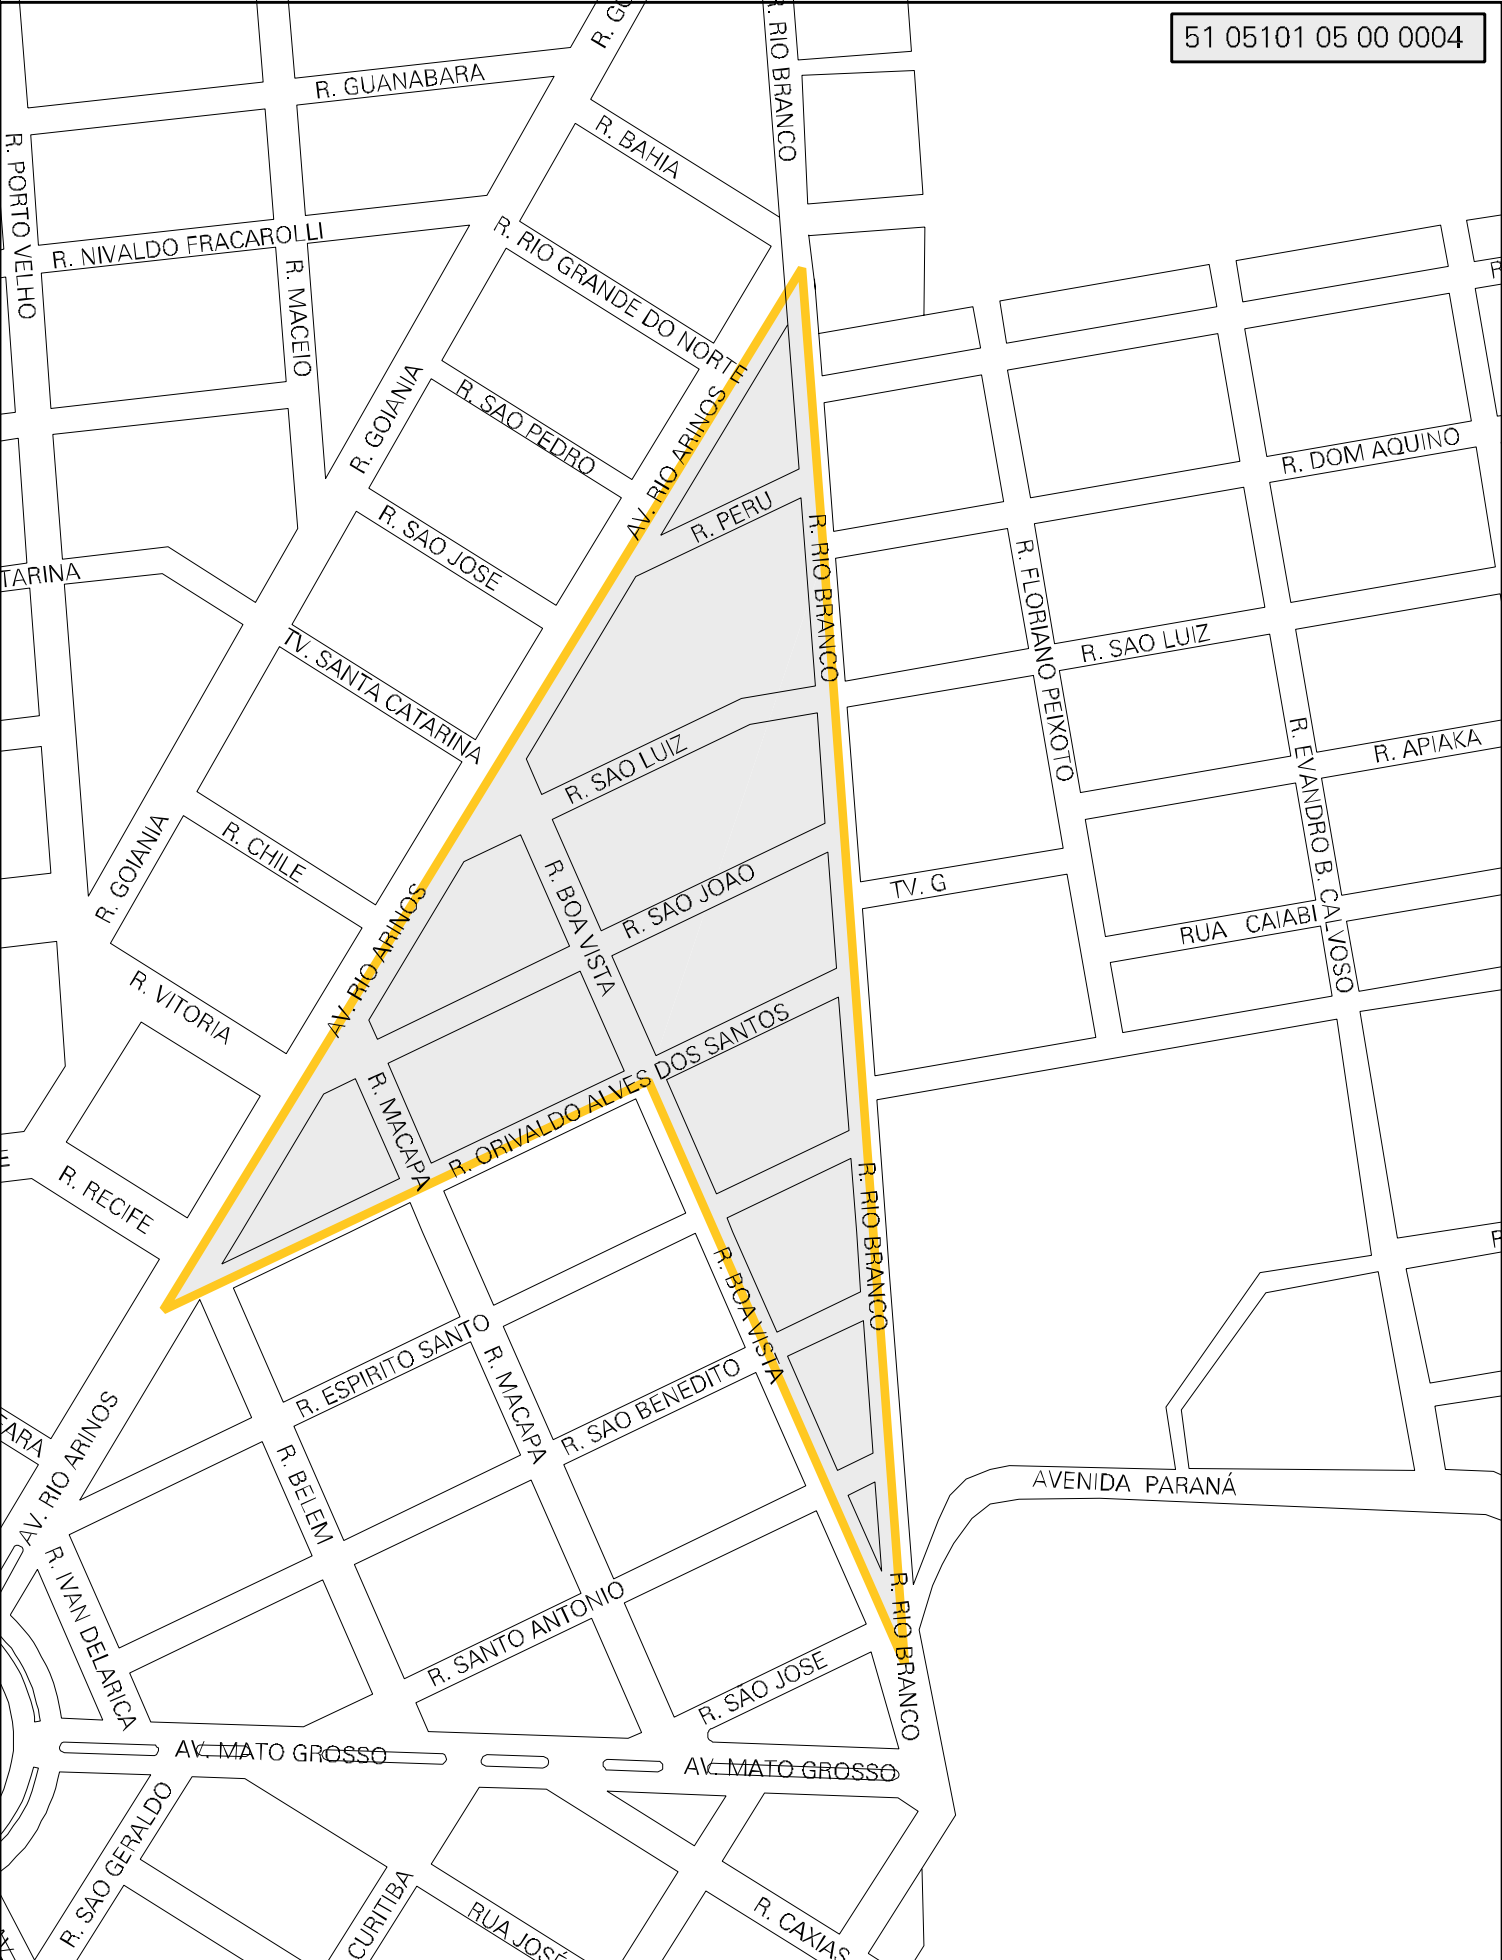 51 05101 05 00 0004
R. RIO BRANCO
R. GUANABARA
R. BAHIA
R. PORTO VELHO
R. NIVALDO FRACAROLLI
R. MACEIO
R. RIO GRANDE DO NORTE
R. GOIANIA
R. SAO PEDRO
AV. RIO ARINOS
R. DOM AQUINO
R. PERU
R. SAO JOSE
R. RIO BRANCO
R. FLORIANO PEIXOTO
TARINA
R. SAO LUIZ
TV. SANTA CATARINA
R. SAO LUIZ
R. EVANDRO B. CALVOSO
R. APIAKA
R. GOIANIA
R. CHILE
R. BOA VISTA
R. SAO JOAO
TV. G
RUA CAIABI
AV. RIO ARINOS
R. VITORIA
R. ORIVALDO ALVES DOS SANTOS
R. MACAPA
R. RECIFE
R. RIO BRANCO
R. BOA VISTA
R. ESPIRITO SANTO
R. MACAPA
R. SAO BENEDITO
EARA
AV. RIO ARINOS
R. BELEM
AVENIDA PARANÁ
R. IVAN DELARICA
R. SANTO ANTONIO
R. RIO BRANCO
R. SAO JOSE
AV. MATO GROSSO
AV. MATO GROSSO
R. SAO GERALDO
CURITIBA
RUA JOSÉ
R. CAXIAS